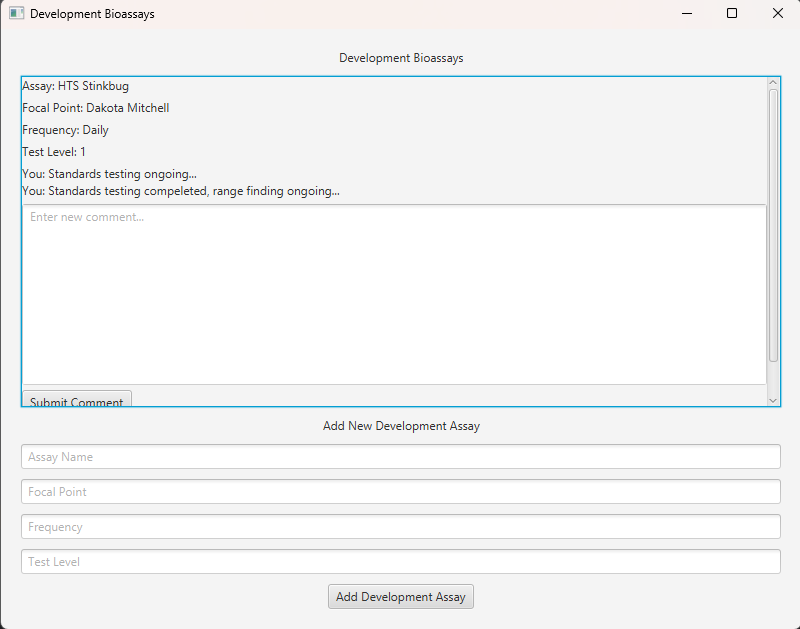 Development Bioassays
Development Bioassays
Assay: HTS Stinkbug
Focal Point: Dakota Mitchell
Frequency: Daily
Test Level: 1
You: Standards testing ongoing...
You: Standards testing compeleted, range finding ongoing...
Enter new comment...
Submit Comment
Add New Development Assay
Assay Name
Focal Point
Frequency
Test Level
Add Development Assay